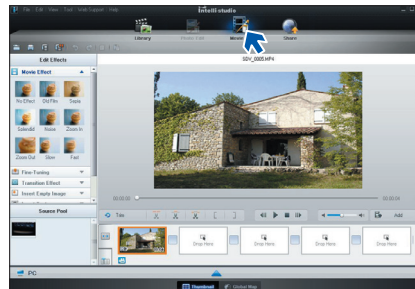 File Edit View Tool Web Support Help
Intelli studio
Library
Photo Edit
Movie
Share
Edit Effects
SDV_0005.MP4
Movie Effect
No Effect
Old Film
Sepia
Splendid
Noise
Zoom In
Zoom Out
Slow
Fast
Fine-Tuning
Transition Effect
Insert Empty Image
Source Pool
00:00:00
Title
Add
Drop Here
Drop Here
Drop Here
Drop Here
PC
Thumbnail
Global Map